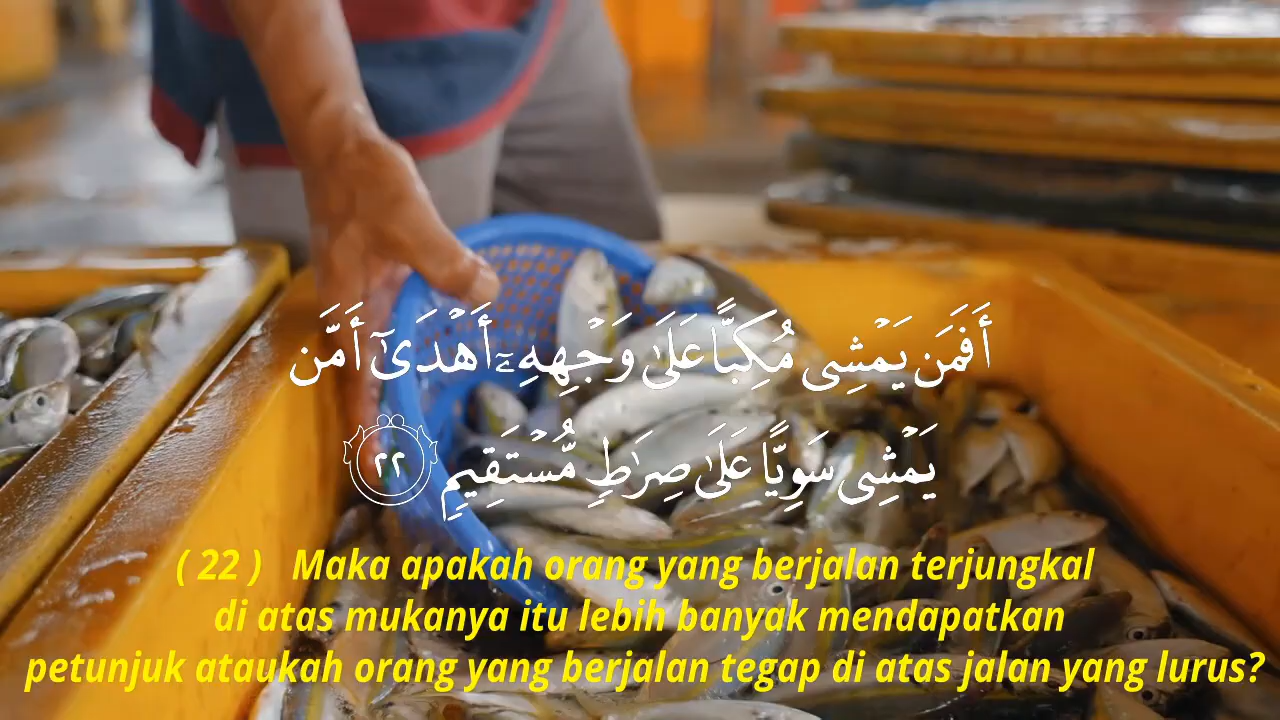 أَفَمَن يَمْشِى مُكِبًّا عَلَىٰ وَجْهِهِۦٓ أَهْدَىٰٓ أَمَّن
يَمْشِى سَوِيًّا عَلَىٰ صِرَٰطٍ مُّسْتَقِيمٍ ٢٢
( 22 ) Maka apakah orang yang berjalan terjungkal
di atas mukanya itu lebih banyak mendapatkan
petunjuk ataukah orang yang berjalan tegap di atas jalan yang lurus?